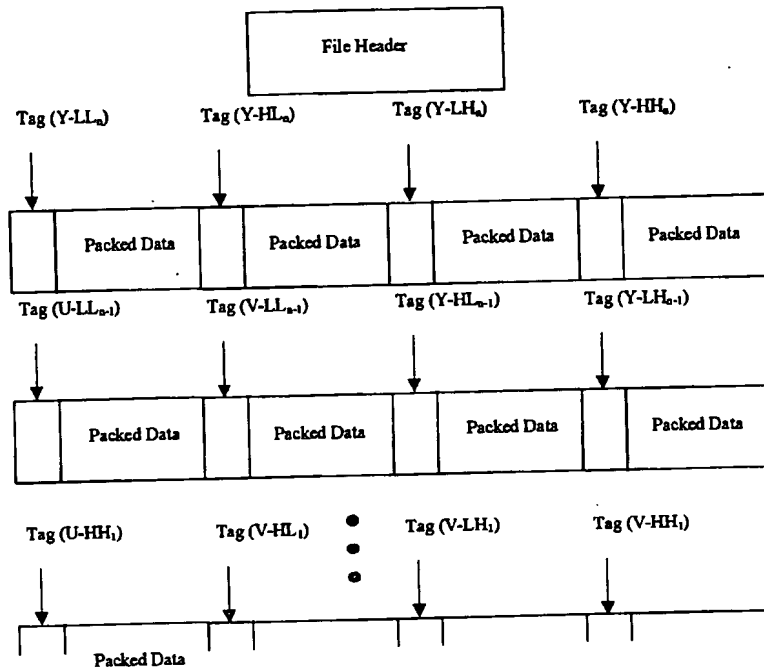 File Header
Tag (Y-LLₙ) Tag (Y-HLₙ) Tag (Y-LHₙ) Tag (Y-HHₙ)
Packed Data Packed Data Packed Data Packed Data
Tag (U-LLₙ₋₁) Tag (V-LLₙ₋₁) Tag (Y-HLₙ₋₁) Tag (Y-LHₙ₋₁)
Packed Data Packed Data Packed Data Packed Data
Tag (U-HH₁) Tag (V-HL₁) Tag (V-LH₁) Tag (V-HH₁)
Packed Data